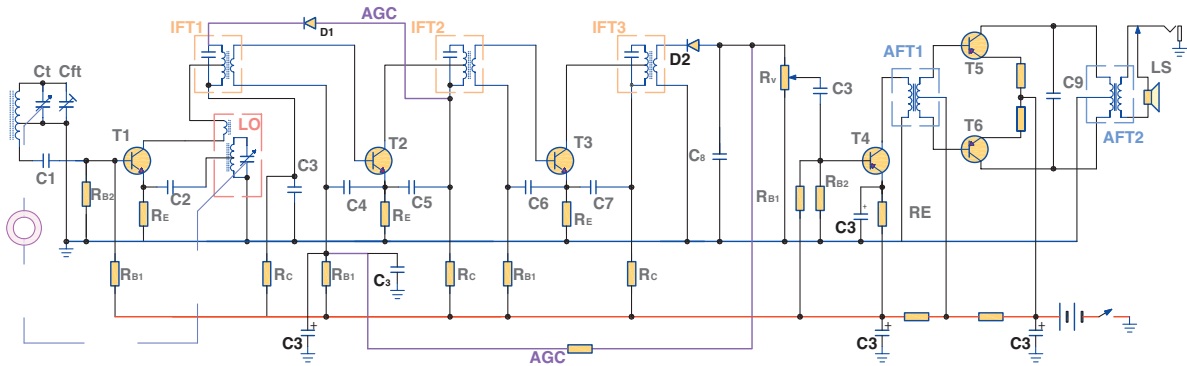 AGC
IFT1
D1
IFT2
IFT3
D2
AFT1
T5
LS
Ct
Cft
Rv
C3
C9
T1
LO
T2
T3
T4
T6
AFT2
C1
C2
C3
C4
C5
C6
C7
C8
RB2
RE
RE
RE
RB1
RB2
C3
RE
RB1
RC
RB1
C3
RC
RB1
RC
C3
AGC
C3
C3